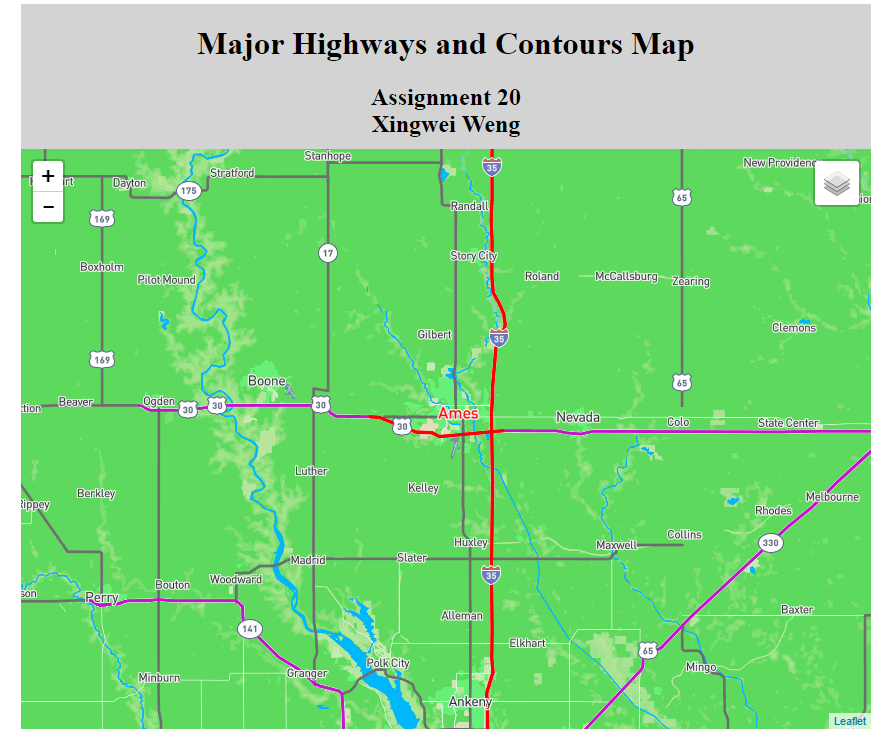 Major Highways and Contours Map
Assignment 20
Xingwei Weng
+
−
Stanhope
New Providenc
Dayton
Stratford
175
35
65
169
Randall
17
Story City
Boxholm
Pilot Mound
Roland
McCallsburg
Zearing
Gilbert
35
Clemons
169
Boone
65
Beaver
Ogden
30
30
30
Ames
30
Nevada
Colo
State Center
Luther
Kelley
Berkley
Rippey
Melbourne
Rhodes
Huxley
Maxwell
Collins
330
Madrid
Slater
35
Woodward
Bouton
Perry
Alleman
Baxter
141
Elkhart
65
Polk City
Mingo
Granger
Minburn
Ankeny
Leaflet